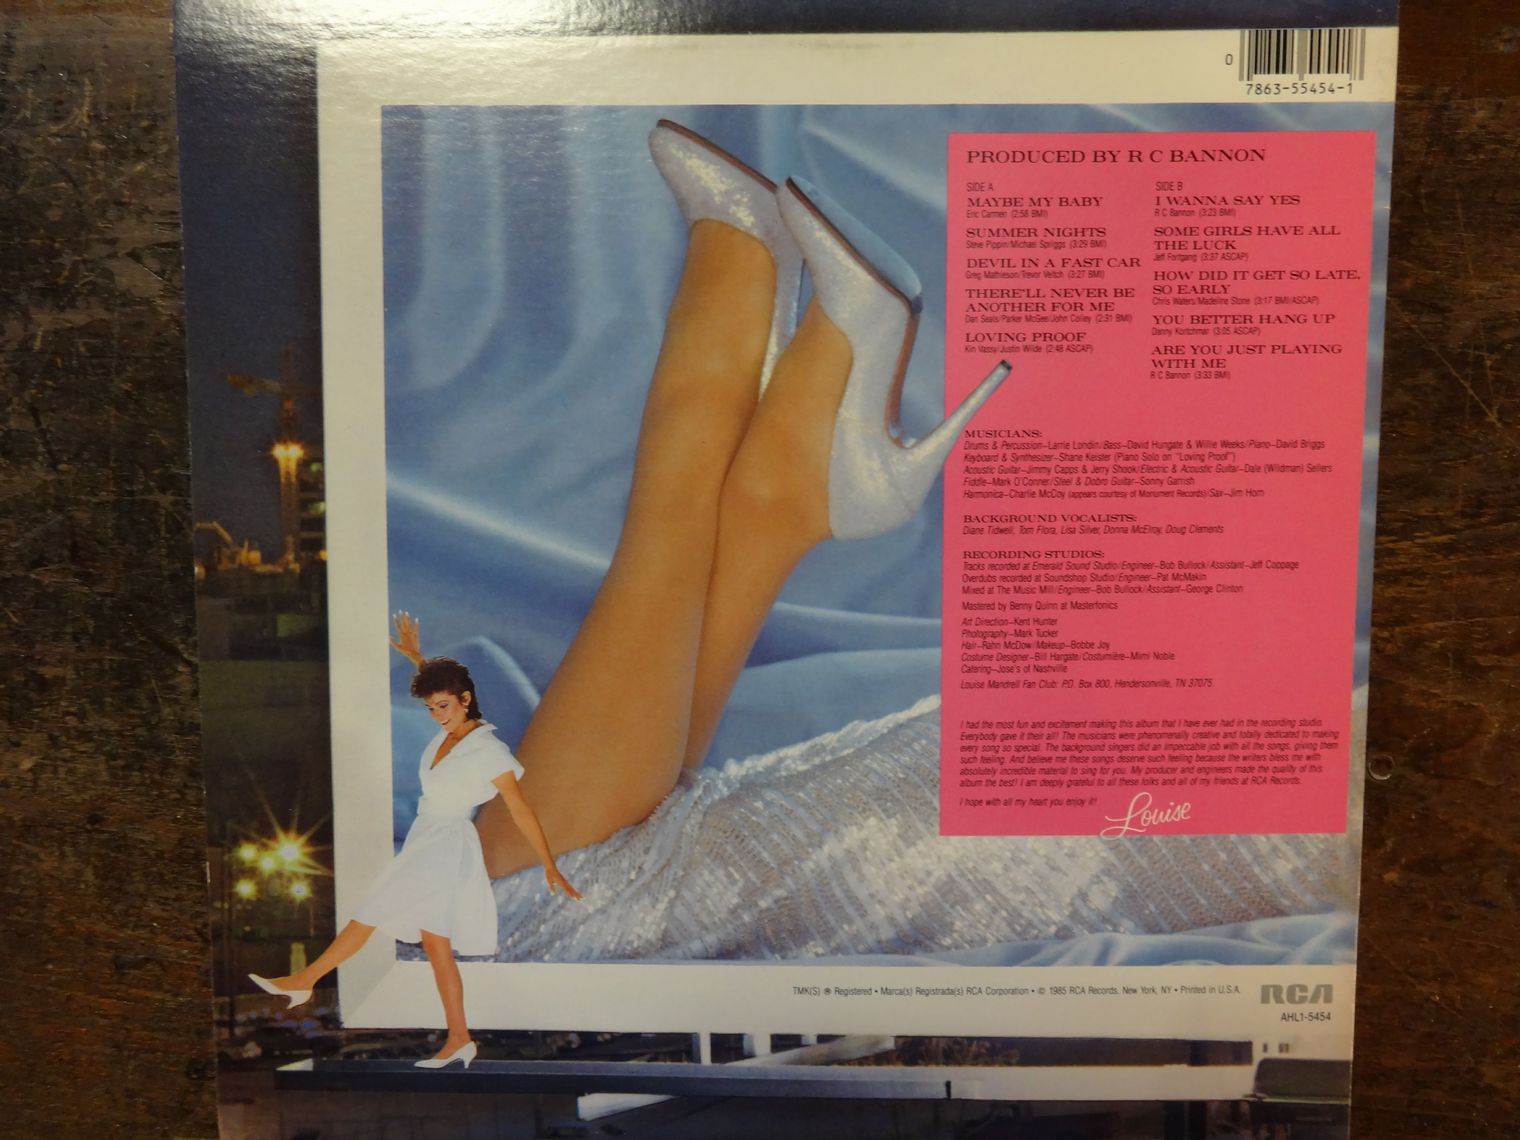 0
7863-55454-1
PRODUCED BY R C BANNON
SIDE A
MAYBE MY BABY
Eric Carmen (2:58 BMI)
SUMMER NIGHTS
Steve Pippin/Michael Spriggs (3:29 BMI)
DEVIL IN A FAST CAR
Greg Mathieson/Trevor Veitch (3:27 BMI)
THERE'LL NEVER BE
ANOTHER FOR ME
Dan Seals/Parker McGee/John Colley (2:31 BMI)
LOVING PROOF
Kin Vassy/Justin Wilde (2:46 ASCAP)
SIDE B
I WANNA SAY YES
R C Bannon (3:23 BMI)
SOME GIRLS HAVE ALL
THE LUCK
Jeff Fortgang (3:37 ASCAP)
HOW DID IT GET SO LATE,
SO EARLY
Chris Waters/Madeline Stone (3:17 BMI/ASCAP)
YOU BETTER HANG UP
Danny Kortchmar (3:05 ASCAP)
ARE YOU JUST PLAYING
WITH ME
R C Bannon (3:33 BMI)
MUSICIANS:
Drums & Percussion–Larrie Londin/Bass–David Hungate & Willie Weeks/Piano–David Briggs
Keyboard & Synthesizer–Shane Keister (Piano Solo on "Loving Proof")
Acoustic Guitar–Jimmy Capps & Jerry Shook/Electric & Acoustic Guitar–Dale (Wildman) Sellers
Fiddle–Mark O'Conner/Steel & Dobro Guitar–Sonny Garrish
Harmonica–Charlie McCoy (appears courtesy of Monument Records)/Sax–Jim Horn
BACKGROUND VOCALISTS:
Diane Tidwell, Tom Flora, Lisa Silver, Donna McElroy, Doug Clements
RECORDING STUDIOS:
Tracks recorded at Emerald Sound Studio/Engineer–Bob Bullock/Assistant–Jeff Coppage
Overdubs recorded at Soundshop Studio/Engineer–Pat McMakin
Mixed at The Music Mill/Engineer–Bob Bullock/Assistant–George Clinton
Mastered by Benny Quinn at Masterfonics
Art Direction–Kent Hunter
Photography–Mark Tucker
Hair–Rahn McDow/Makeup–Bobbe Joy
Costume Designer–Bill Hargate/Costumière–Mimi Noble
Catering–Jose's of Nashville
Louise Mandrell Fan Club: P.O. Box 800, Hendersonville, TN 37075
I had the most fun and excitement making this album that I have ever had in the recording studio.
Everybody gave it their all! The musicians were phenomenally creative and totally dedicated to making
every song so special. The background singers did an impeccable job with all the songs, giving them
such feeling. And believe me these songs deserve such feeling because the writers bless me with
absolutely incredible material to sing for you. My producer and engineers made the quality of this
album the best! I am deeply grateful to all these folks and all of my friends at RCA Records.
I hope with all my heart you enjoy it!
Louise
TMK(S) ® Registered • Marca(s) Registrada(s) RCA Corporation • © 1985 RCA Records, New York, NY • Printed in U.S.A.
RCA
AHL1-5454